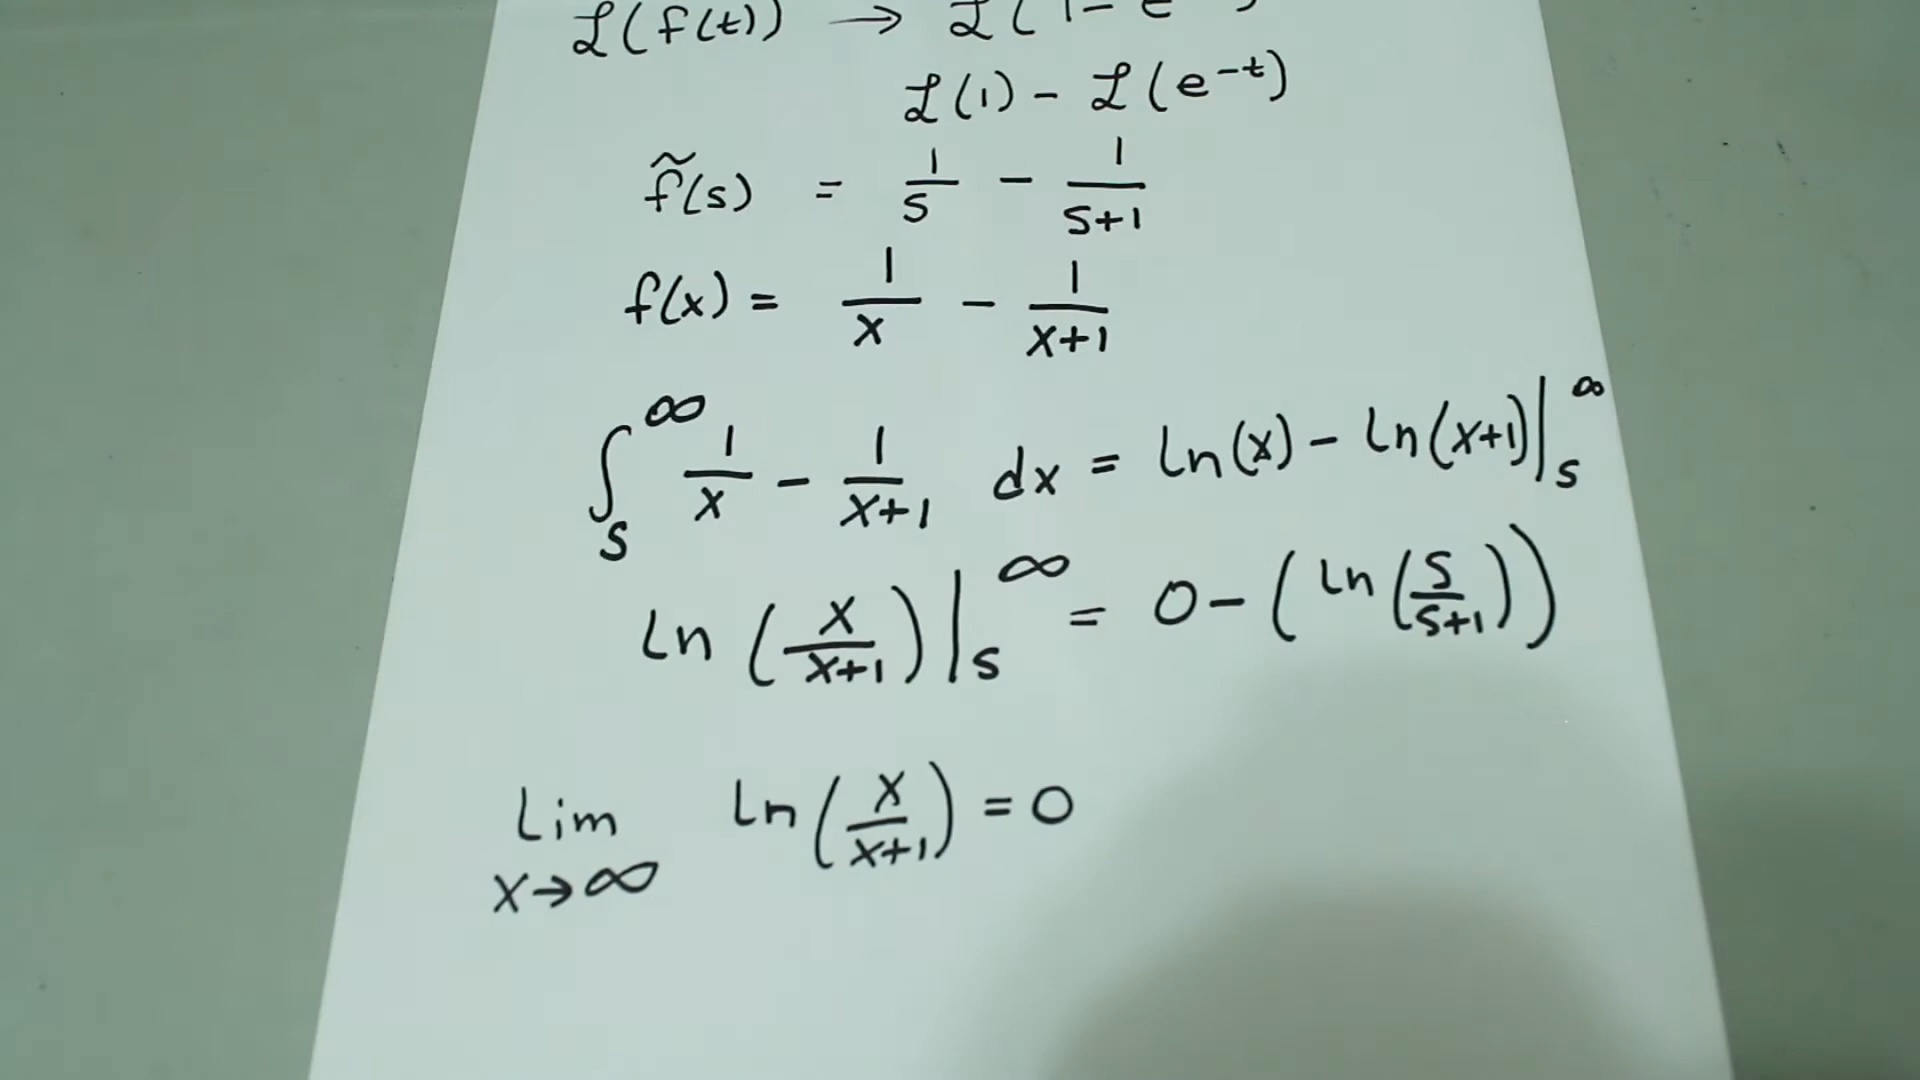 ℒ(f(t)) → ℒ(1 - e
ℒ(1) - ℒ(e^{-t})
f̃(s) = 1/s - 1/(s+1)
f(x) = 1/x - 1/(x+1)
∫_s^∞ 1/x - 1/(x+1) dx = Ln(x) - Ln(x+1)|_s^∞
Ln(x/(x+1))|_s^∞ = 0 - (Ln(s/(s+1)))
Lim_{x→∞} Ln(x/(x+1)) = 0